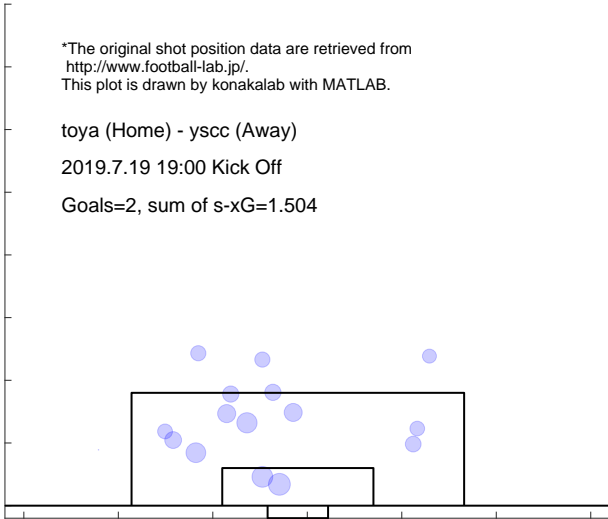 *The original shot position data are retrieved from
http://www.football-lab.jp/.
This plot is drawn by konakalab with MATLAB.
toya (Home) - yscc (Away)
2019.7.19 19:00 Kick Off
Goals=2, sum of s-xG=1.504